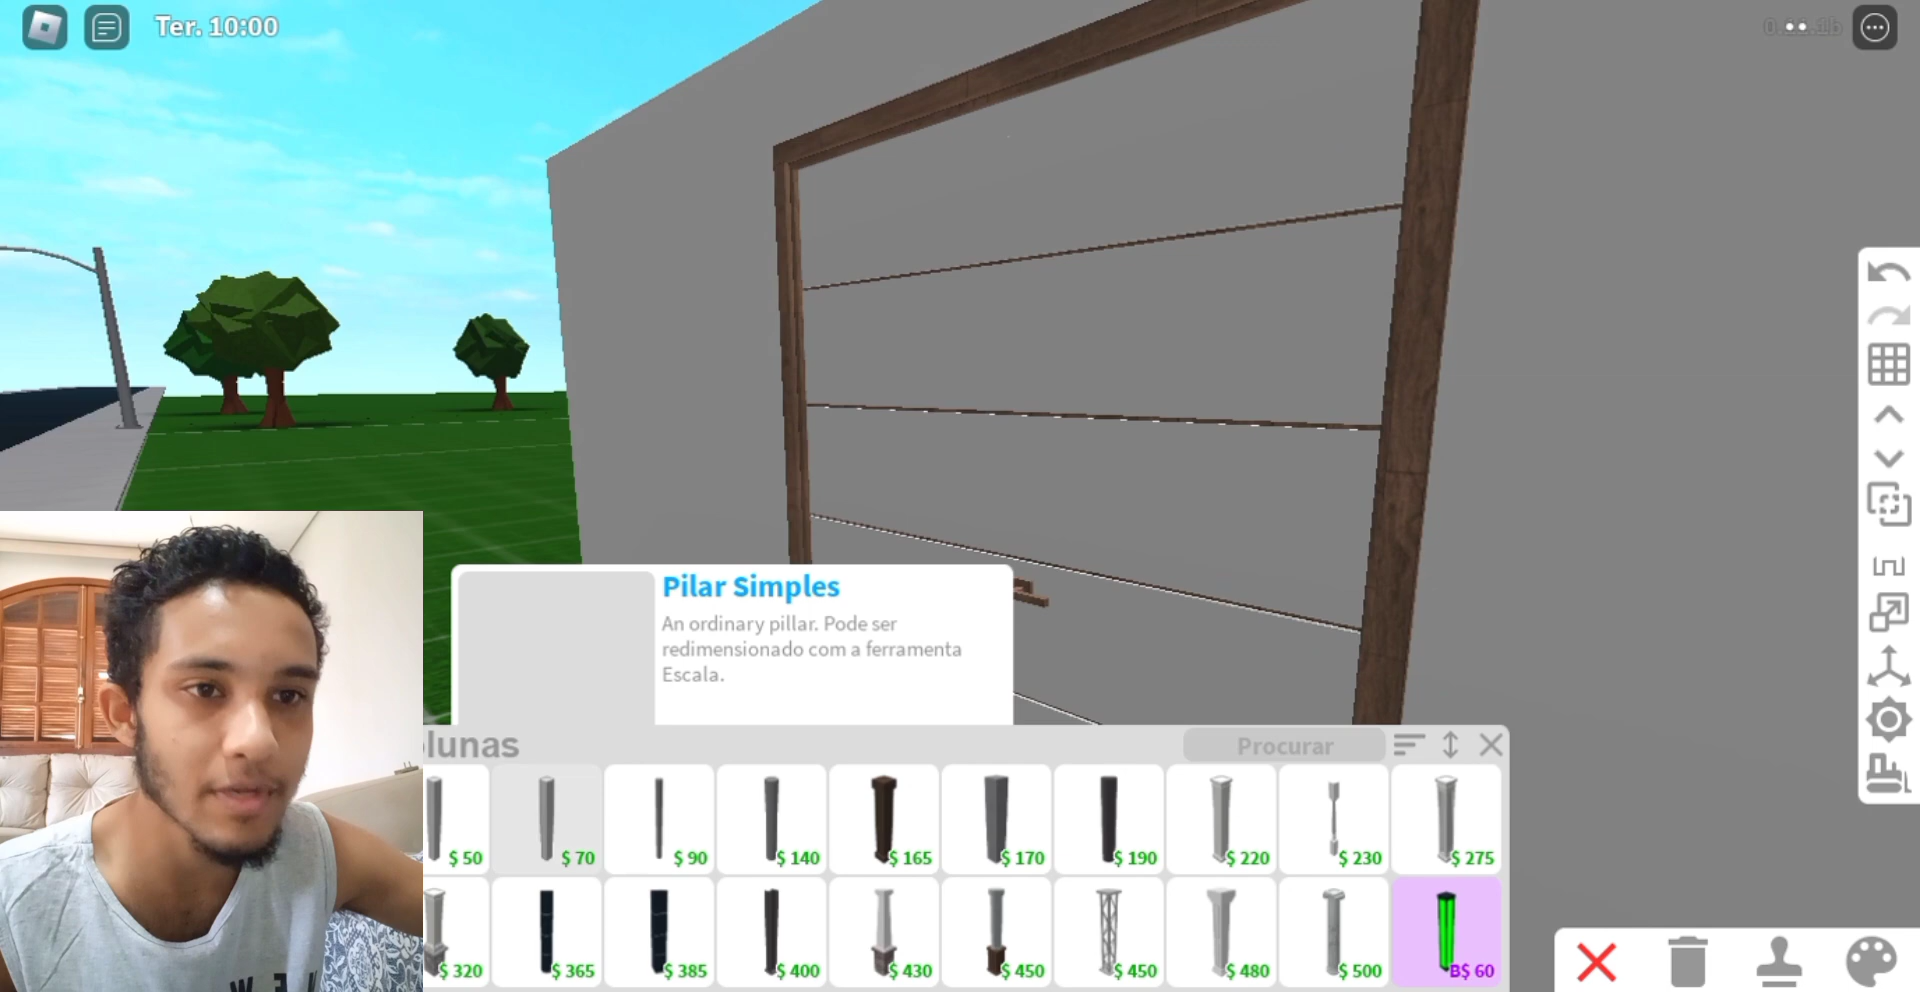 Ter. 10:00
Pilar Simples
An ordinary pillar. Pode ser
redimensionado com a ferramenta
Escala.
lunas
Procurar
$ 50
$ 70
$ 90
$ 140
$ 165
$ 170
$ 190
$ 220
$ 230
$ 275
$ 320
$ 365
$ 385
$ 400
$ 430
$ 450
$ 450
$ 480
$ 500
B$ 60